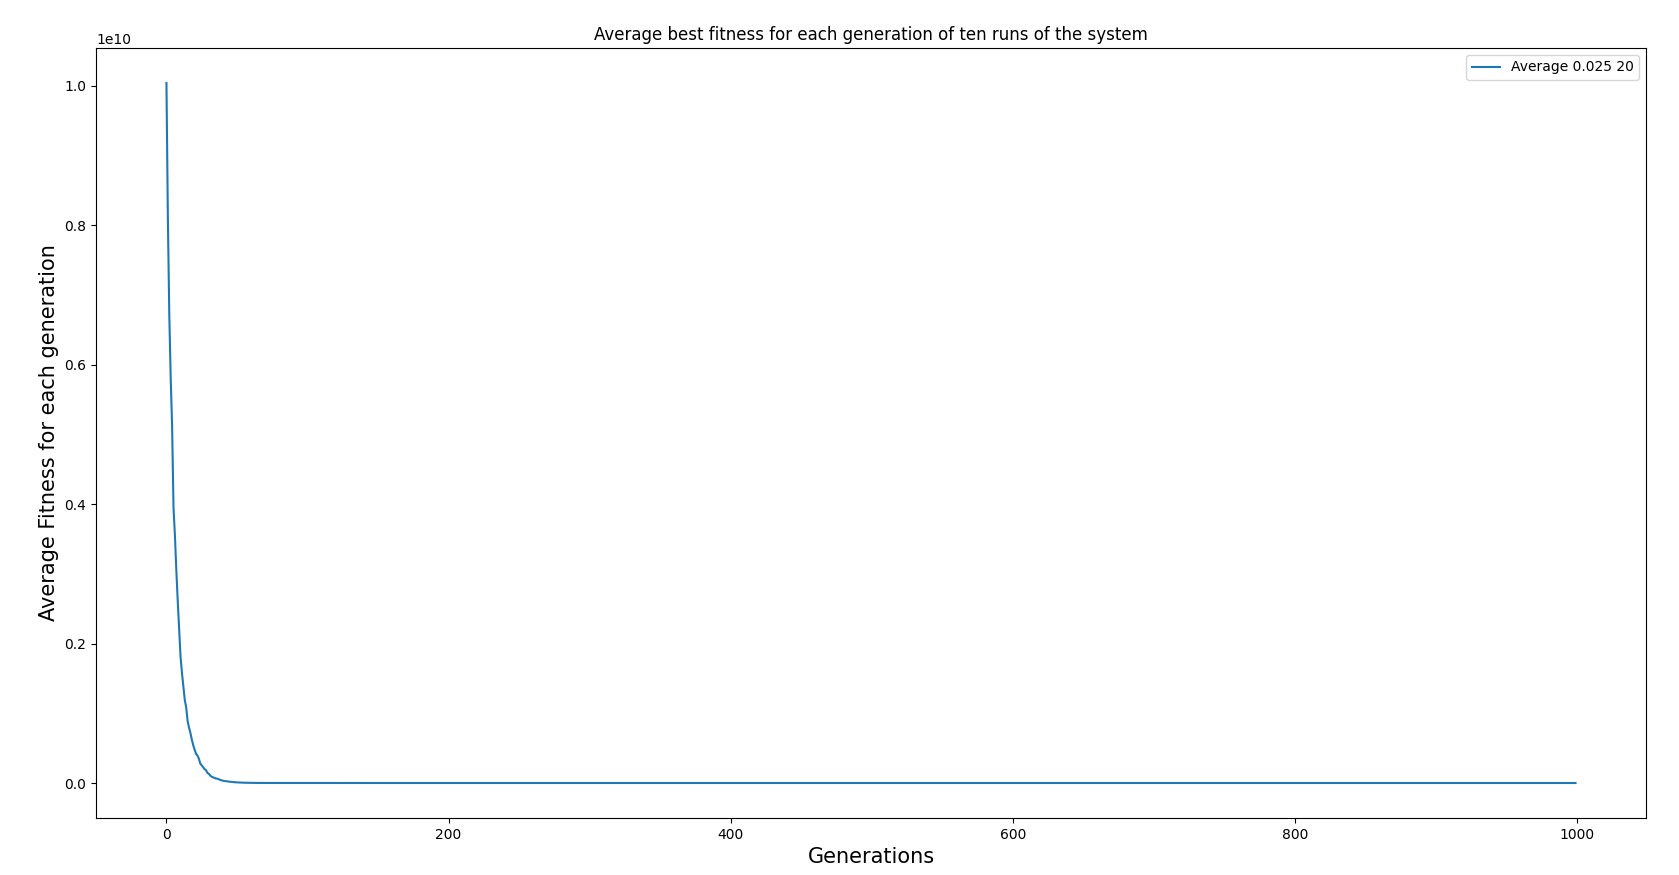 Average best fitness for each generation of ten runs of the system
1e10
Average 0.025 20
1.0
0.8
0.6
0.4
0.2
0.0
Average Fitness for each generation
0 200 400 600 800 1000
Generations